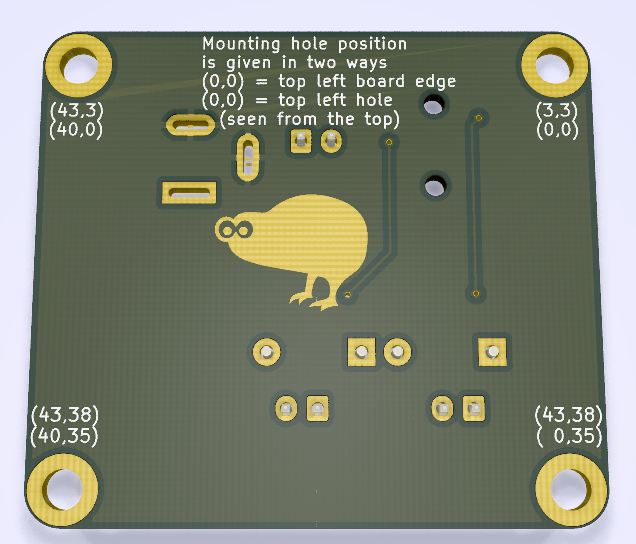 Mounting hole position
is given in two ways
(0,0) = top left board edge
(0,0) = top left hole
(seen from the top)
(43,3)
(40,0)
(3,3)
(0,0)
(43,38)
(40,35)
(43,38)
( 0,35)